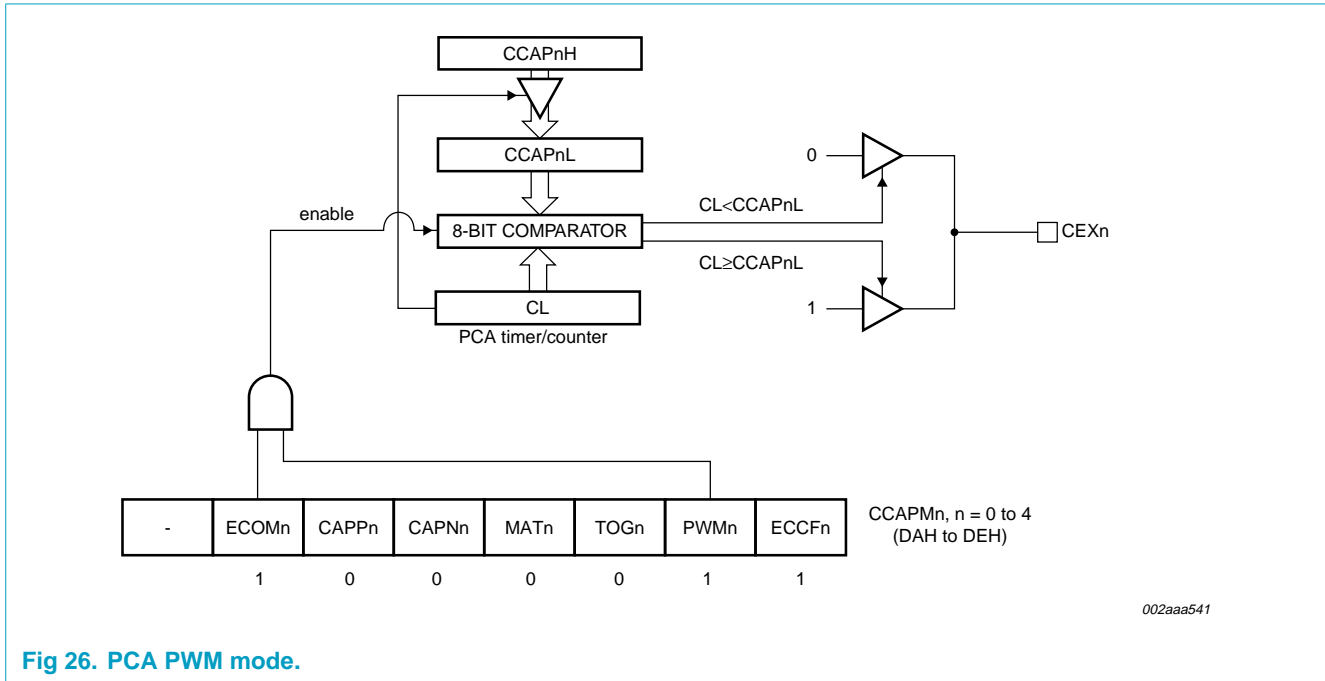 CCAPnH
CCAPnL
0
CL<CCAPnL
enable
8-BIT COMPARATOR
CEXn
CL≥CCAPnL
CL
1
PCA timer/counter
- ECOMn CAPPn CAPNn MATn TOGn PWMn ECCFn
CCAPMn, n = 0 to 4
(DAH to DEH)
1 0 0 0 0 1 1
002aaa541
Fig 26. PCA PWM mode.